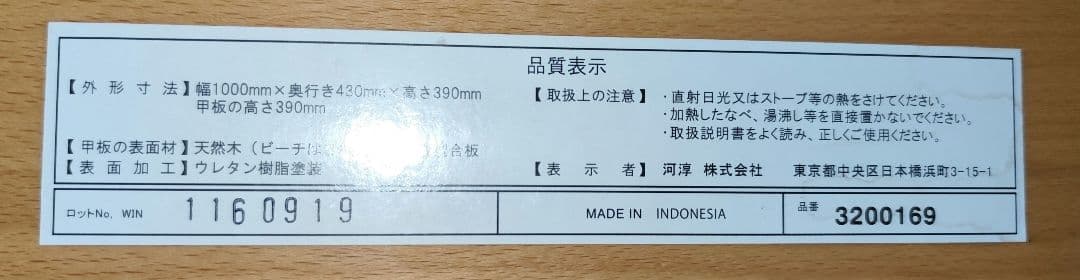 品質表示
【外形寸法】幅1000mm×奥行き430mm×高さ390mm
甲板の高さ390mm
【甲板の表面材】天然木（ビーチ 合板
【表面加工】ウレタン樹脂塗装
【取扱上の注意】・直射日光又はストーブ等の熱をさけてください。
・加熱したなべ、湯沸し等を直接置かないでください。
・取扱説明書をよく読み、正しくご使用ください。
【表示者】河淳 株式会社 東京都中央区日本橋浜町3-15-1
ロットNo. WIN 1160919
MADE IN INDONESIA
品番 3200169